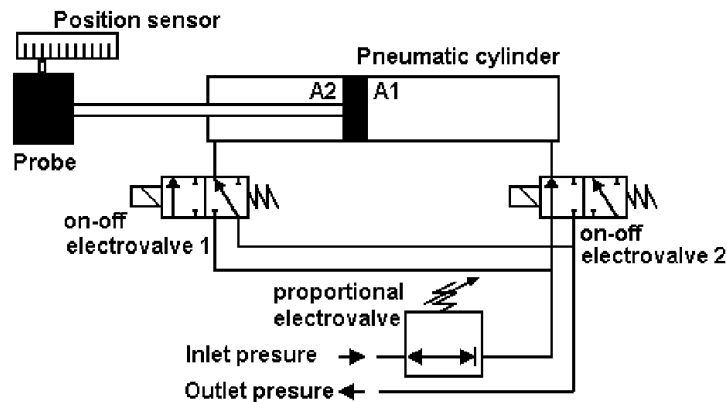 Position sensor
Pneumatic cylinder
A2
A1
Probe
on-off
electrovalve 1
on-off
electrovalve 2
proportional
electrovalve
Inlet presure
Outlet presure